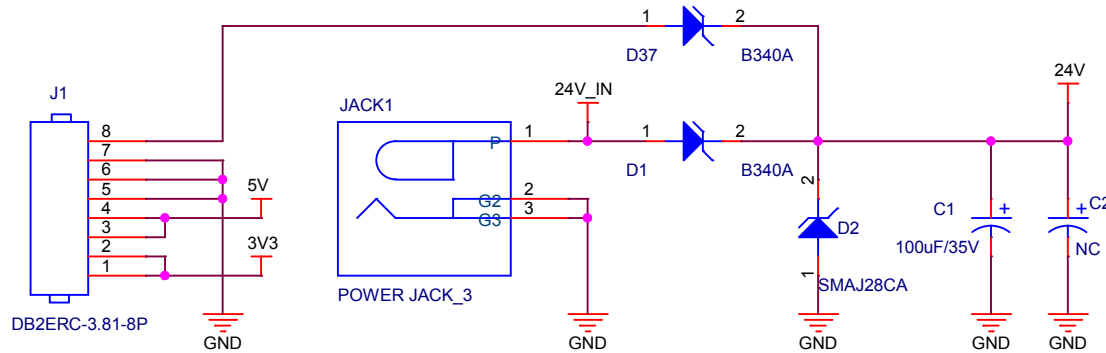 1
2
D37
B340A
J1
8
7
6
5
4
3
2
1
5V
3V3
DB2ERC-3.81-8P
GND
JACK1
P
1
G2
2
G3
3
POWER JACK_3
GND
24V_IN
1
2
D1
B340A
2
D2
1
SMAJ28CA
GND
24V
C1
+
100uF/35V
GND
C2
+
NC
GND